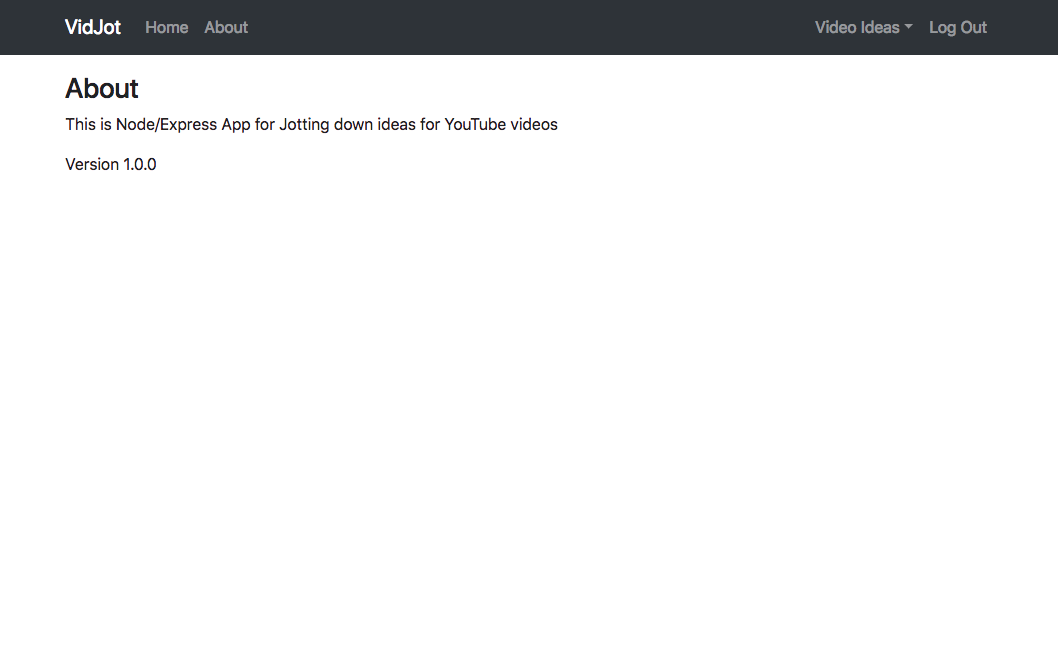 VidJot Home About Video Ideas Log Out
About
This is Node/Express App for Jotting down ideas for YouTube videos
Version 1.0.0